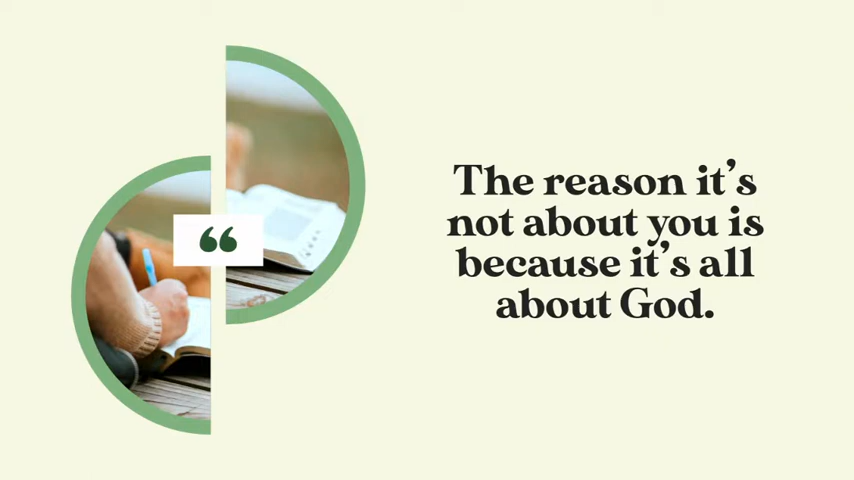 “
The reason it’s
not about you is
because it’s all
about God.